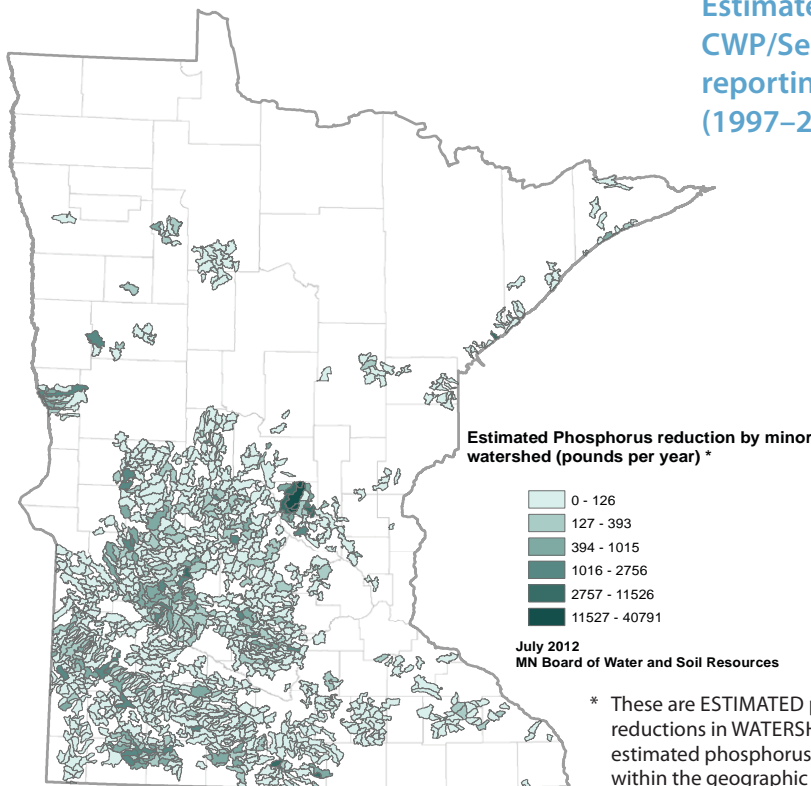 Estimate
CWP/Se
reportin
(1997–2
Estimated Phosphorus reduction by minor
watershed (pounds per year) *
0 - 126
127 - 393
394 - 1015
1016 - 2756
2757 - 11526
11527 - 40791
July 2012
MN Board of Water and Soil Resources
* These are ESTIMATED p
reductions in WATERSH
estimated phosphorus
within the geographic